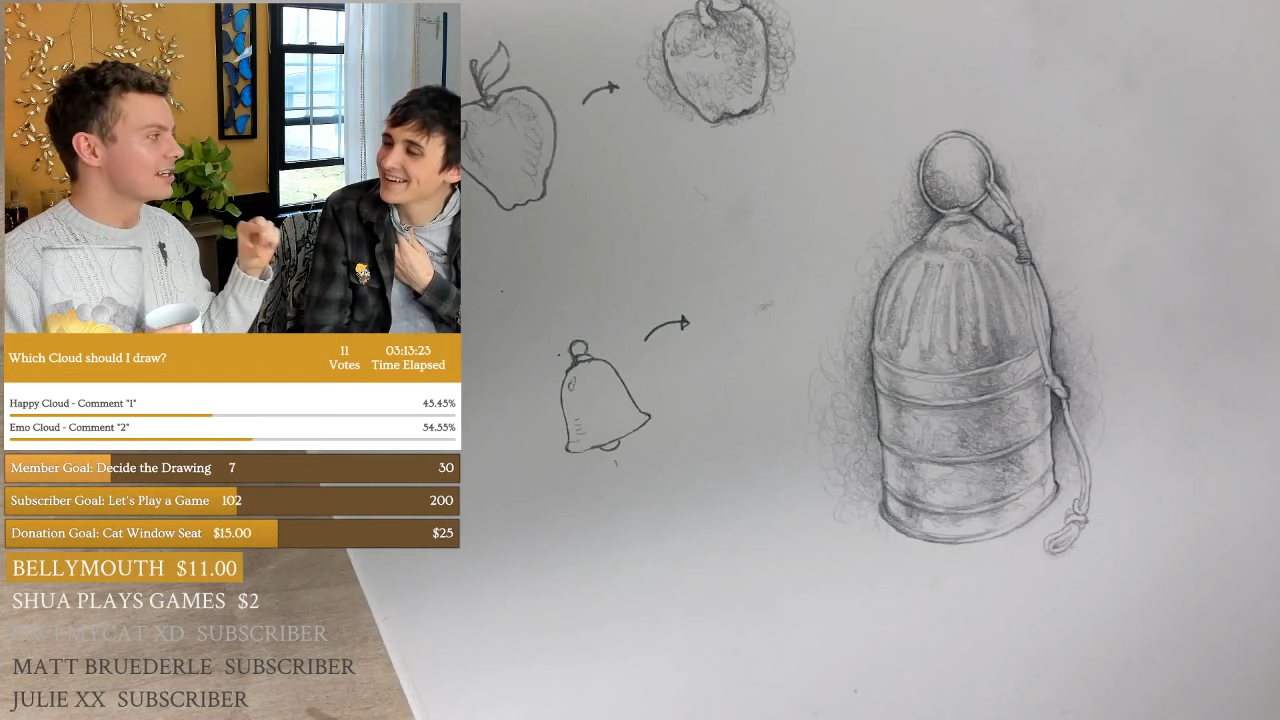 Which Cloud should I draw?
11
Votes
03:13:23
Time Elapsed
Happy Cloud - Comment "1" 45.45%
Emo Cloud - Comment "2" 54.55%
Member Goal: Decide the Drawing 7 30
Subscriber Goal: Let's Play a Game 102 200
Donation Goal: Cat Window Seat $15.00 $25
BELLYMOUTH $11.00
SHUA PLAYS GAMES $2
XD SUBSCRIBER
MATT BRUEDERLE SUBSCRIBER
JULIE XX SUBSCRIBER